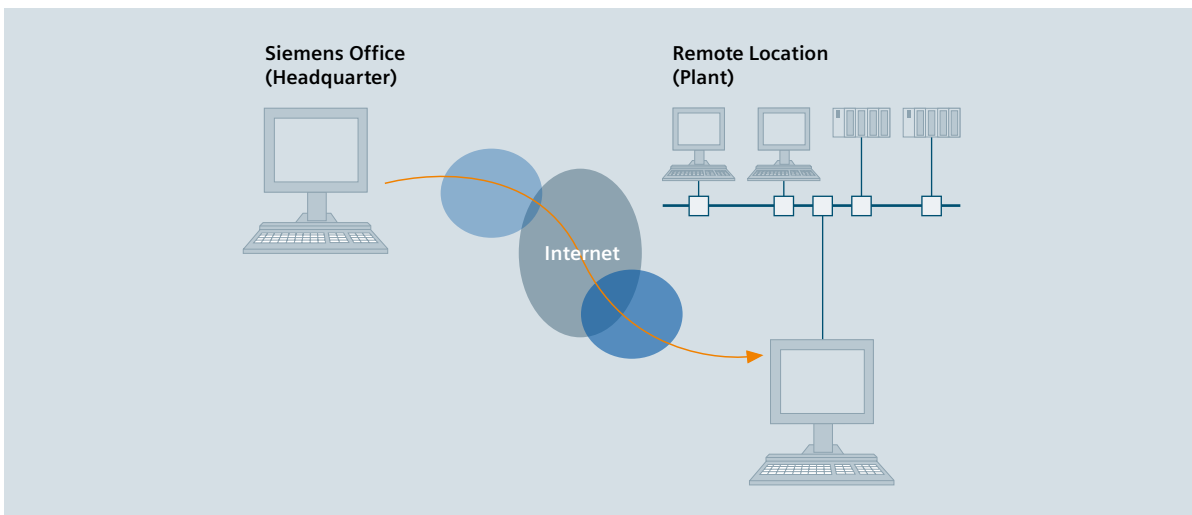 Siemens Office
(Headquarter)
Remote Location
(Plant)
Internet